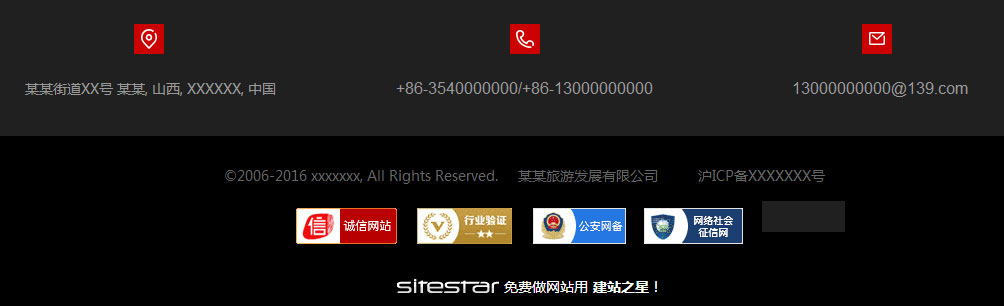 某某街道XX号 某某, 山西, XXXXXX, 中国
+86-3540000000/+86-13000000000
13000000000@139.com
©2006-2016 xxxxxxx, All Rights Reserved. 某某旅游发展有限公司 沪ICP备XXXXXXX号
信 诚信网站
行业验证
公安网备
网络社会
征信网
sitestar 免费做网站用 建站之星！